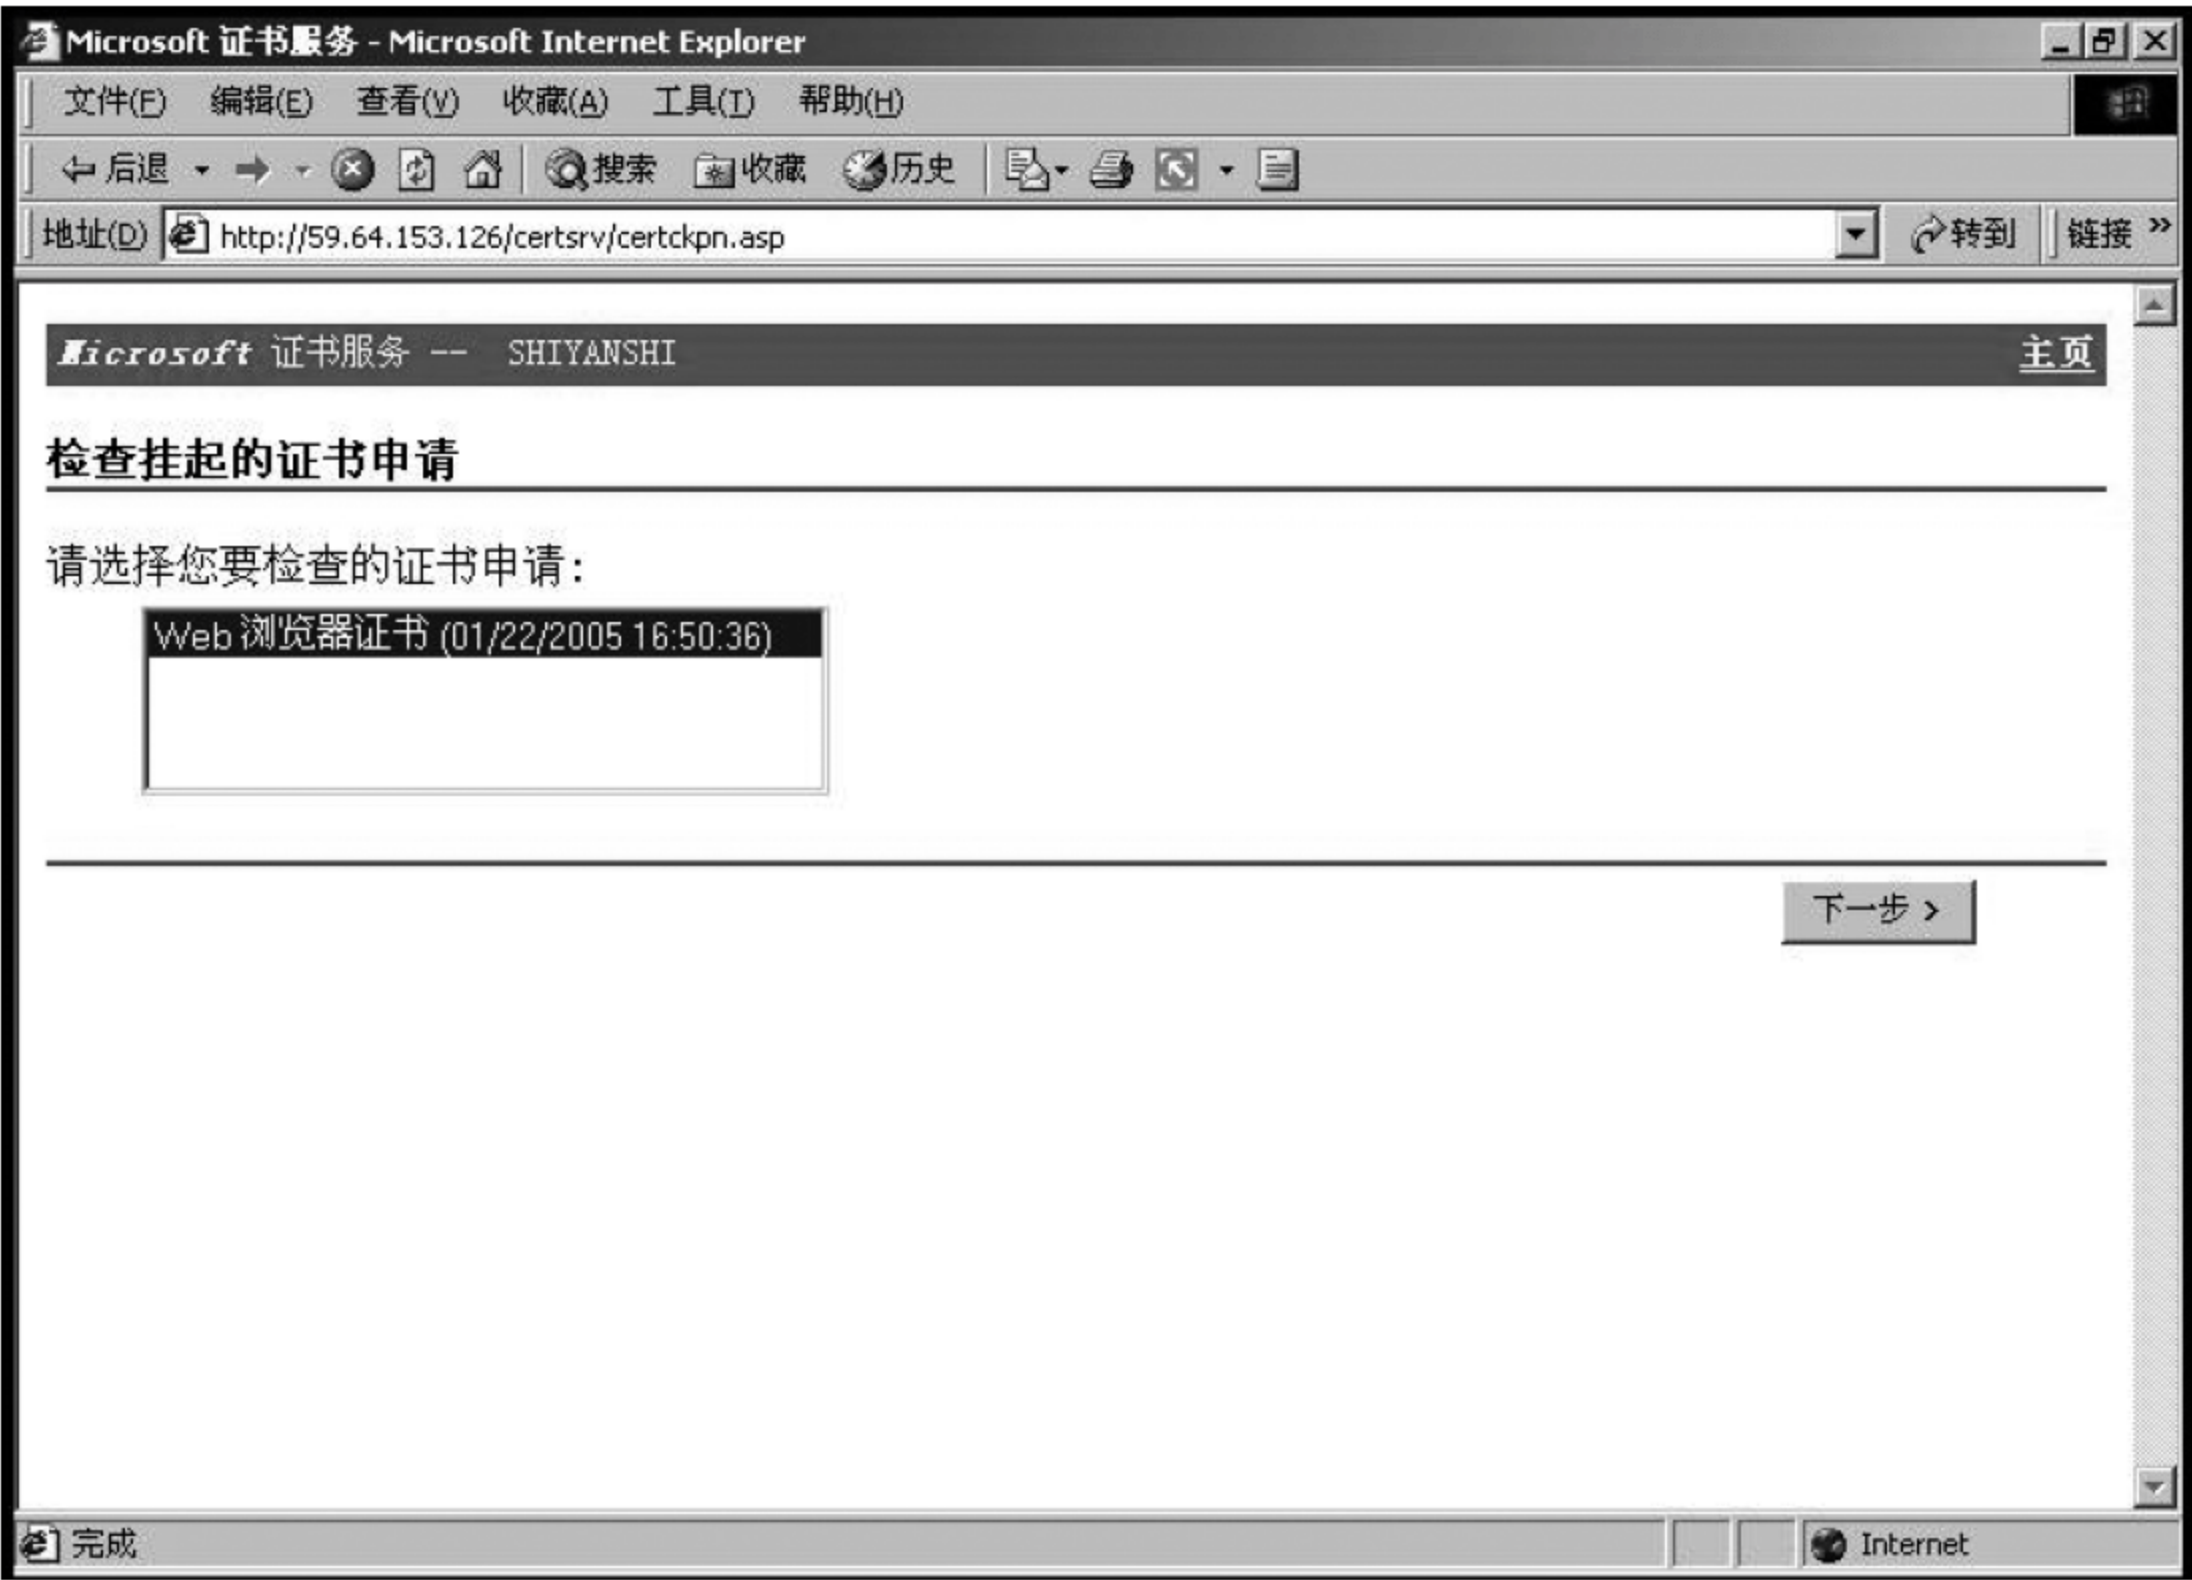 Microsoft 证书服务 - Microsoft Internet Explorer
文件(F) 编辑(E) 查看(V) 收藏(A) 工具(T) 帮助(H)
后退 搜索 收藏 历史
地址(D) http://59.64.153.126/certsrv/certckpn.asp 转到 链接 »
Microsoft 证书服务 -- SHIYANSHI 主页
检查挂起的证书申请
请选择您要检查的证书申请:
Web 浏览器证书 (01/22/2005 16:50:36)
下一步 >
完成 Internet